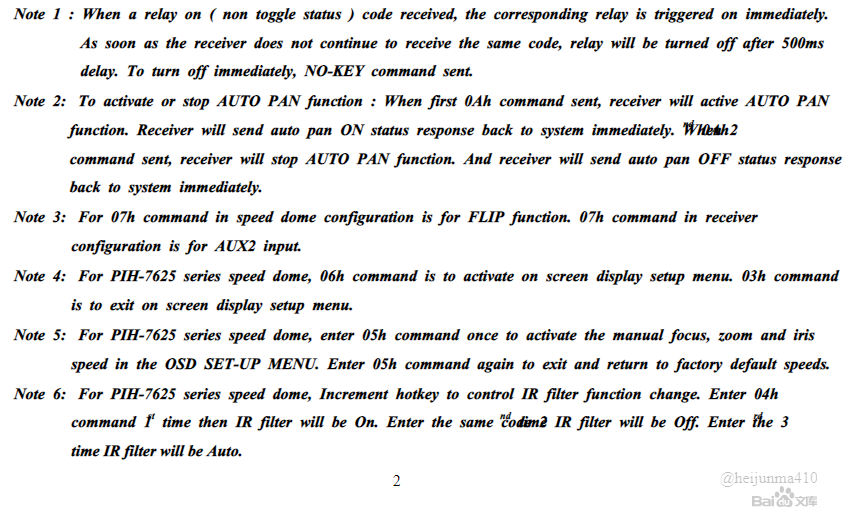 Note 1 : When a relay on ( non toggle status ) code received, the corresponding relay is triggered on immediately.
As soon as the receiver does not continue to receive the same code, relay will be turned off after 500ms
delay. To turn off immediately, NO-KEY command sent.
Note 2: To activate or stop AUTO PAN function : When first 0Ah command sent, receiver will active AUTO PAN
function. Receiver will send auto pan ON status response back to system immediately. When 2nd 0Ah
command sent, receiver will stop AUTO PAN function. And receiver will send auto pan OFF status response
back to system immediately.
Note 3: For 07h command in speed dome configuration is for FLIP function. 07h command in receiver
configuration is for AUX2 input.
Note 4: For PIH-7625 series speed dome, 06h command is to activate on screen display setup menu. 03h command
is to exit on screen display setup menu.
Note 5: For PIH-7625 series speed dome, enter 05h command once to activate the manual focus, zoom and iris
speed in the OSD SET-UP MENU. Enter 05h command again to exit and return to factory default speeds.
Note 6: For PIH-7625 series speed dome, Increment hotkey to control IR filter function change. Enter 04h
command 1st time then IR filter will be On. Enter the same code 2nd time IR filter will be Off. Enter the 3rd
time IR filter will be Auto.
2
@heijunma410
Bai du 文库